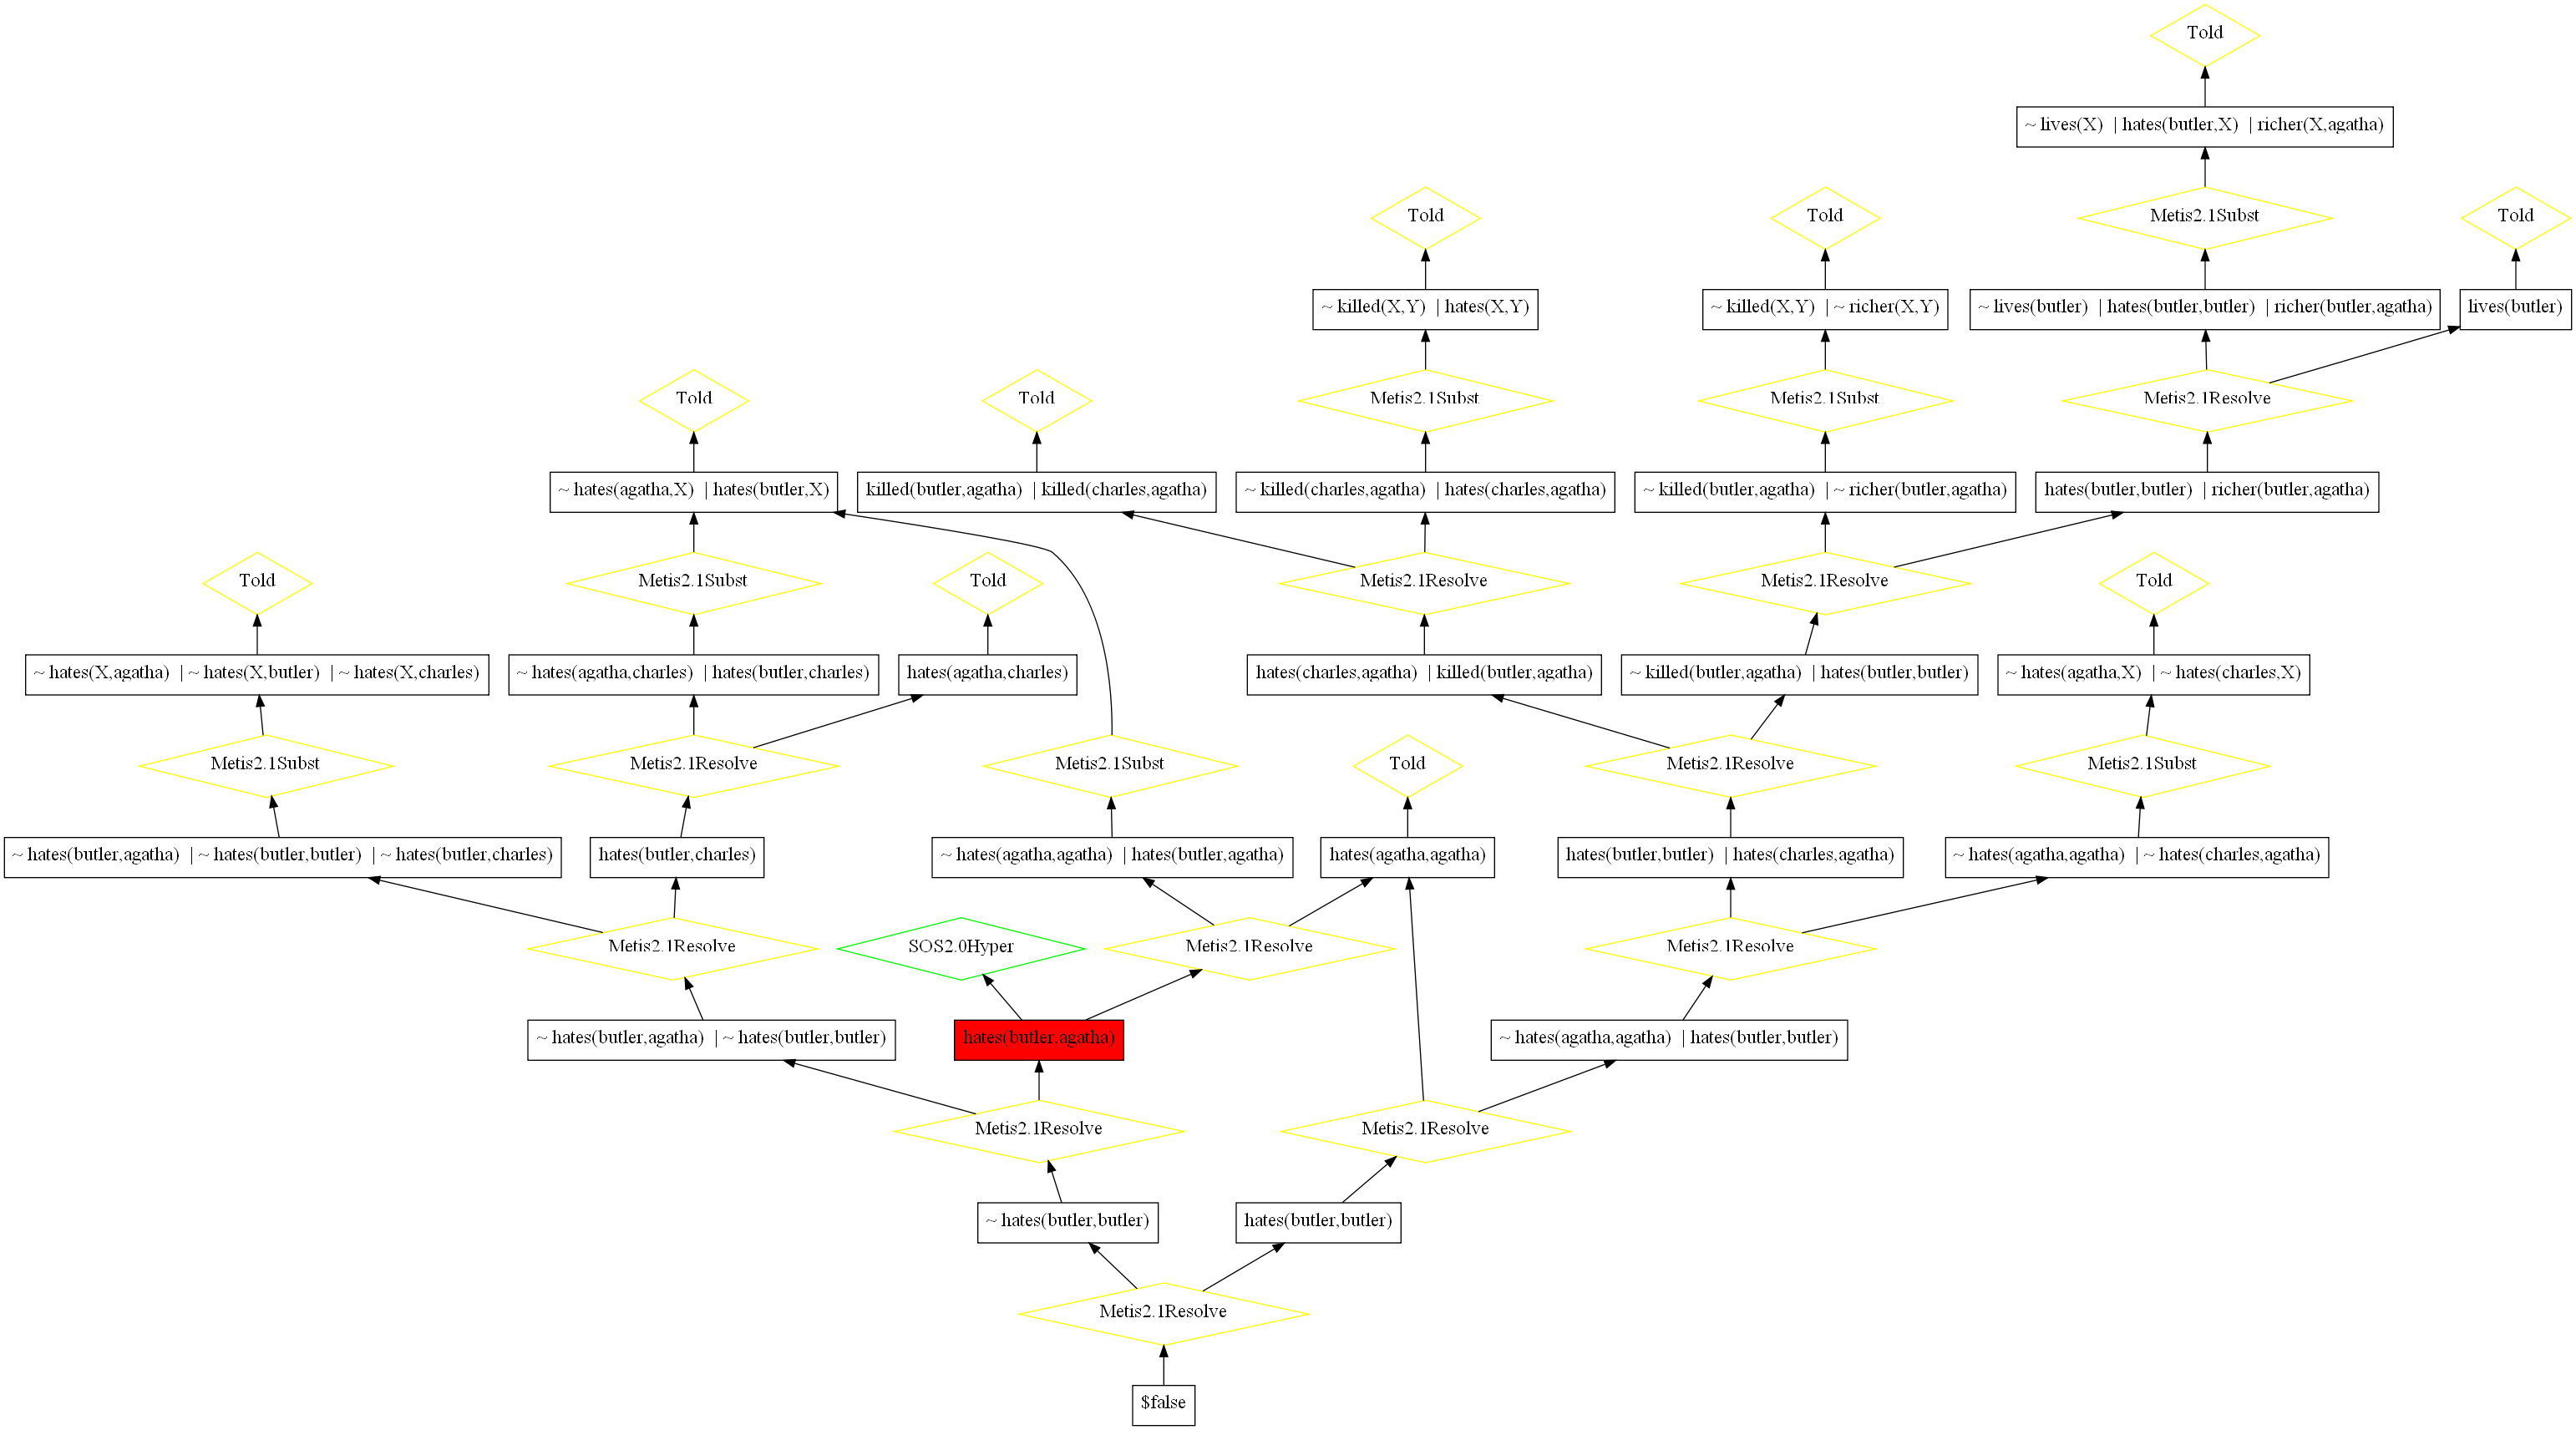 Told
~ lives(X) | hates(butler,X) | richer(X,agatha)
Told
Told
Metis2.1Subst
Told
~ killed(X,Y) | hates(X,Y)
~ killed(X,Y) | ~ richer(X,Y)
~ lives(butler) | hates(butler,butler) | richer(butler,agatha)
lives(butler)
Told
Told
Metis2.1Subst
Metis2.1Subst
Metis2.1Resolve
~ hates(agatha,X) | hates(butler,X)
killed(butler,agatha) | killed(charles,agatha)
~ killed(charles,agatha) | hates(charles,agatha)
~ killed(butler,agatha) | ~ richer(butler,agatha)
hates(butler,butler) | richer(butler,agatha)
Told
Metis2.1Subst
Told
Metis2.1Resolve
Metis2.1Resolve
Told
~ hates(X,agatha) | ~ hates(X,butler) | ~ hates(X,charles)
~ hates(agatha,charles) | hates(butler,charles)
hates(agatha,charles)
hates(charles,agatha) | killed(butler,agatha)
~ killed(butler,agatha) | hates(butler,butler)
~ hates(agatha,X) | ~ hates(charles,X)
Metis2.1Subst
Metis2.1Resolve
Metis2.1Subst
Told
Metis2.1Resolve
Metis2.1Subst
~ hates(butler,agatha) | ~ hates(butler,butler) | ~ hates(butler,charles)
hates(butler,charles)
~ hates(agatha,agatha) | hates(butler,agatha)
hates(agatha,agatha)
hates(butler,butler) | hates(charles,agatha)
~ hates(agatha,agatha) | ~ hates(charles,agatha)
Metis2.1Resolve
SOS2.0Hyper
Metis2.1Resolve
Metis2.1Resolve
~ hates(butler,agatha) | ~ hates(butler,butler)
hates(butler,agatha)
~ hates(agatha,agatha) | hates(butler,butler)
Metis2.1Resolve
Metis2.1Resolve
~ hates(butler,butler)
hates(butler,butler)
Metis2.1Resolve
$false